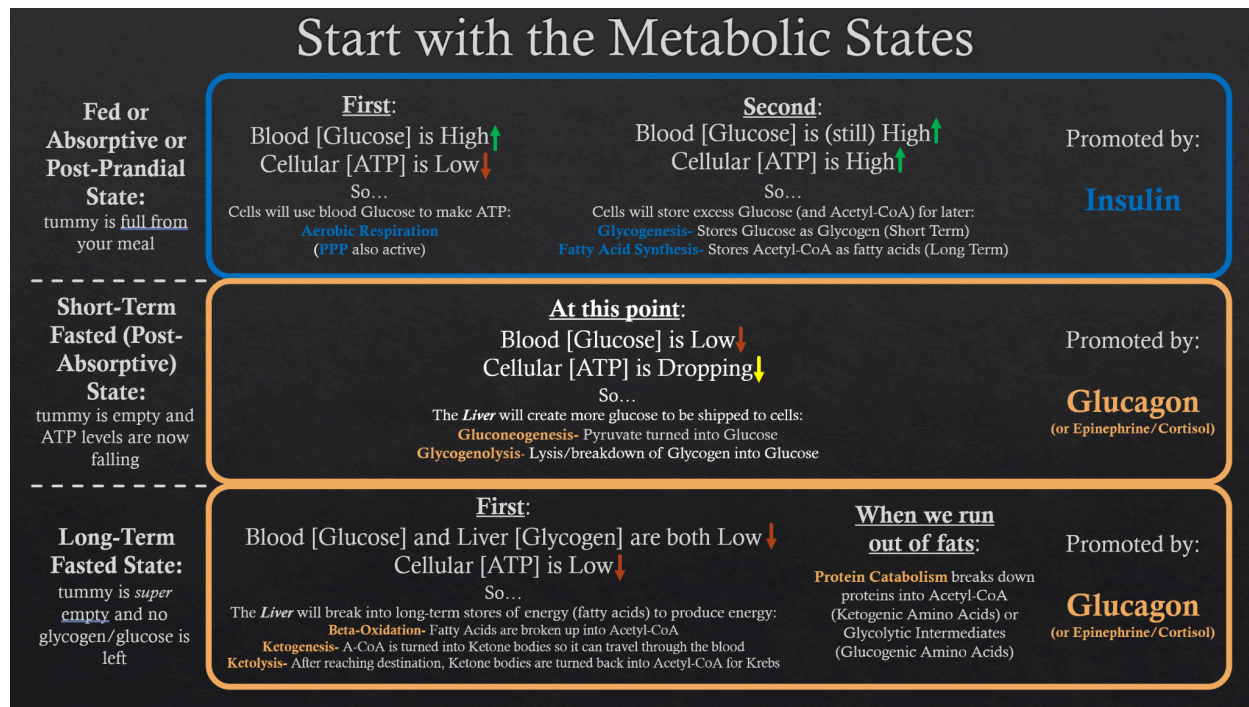 Start with the Metabolic States
Fed or
Absorptive or
Post-Prandial
State:
tummy is full from
your meal
First:
Blood [Glucose] is High
Cellular [ATP] is Low
So…
Cells will use blood Glucose to make ATP:
Aerobic Respiration
(PPP also active)
Second:
Blood [Glucose] is (still) High
Cellular [ATP] is High
So…
Cells will store excess Glucose (and Acetyl-CoA) for later:
Glycogenesis- Stores Glucose as Glycogen (Short Term)
Fatty Acid Synthesis- Stores Acetyl-CoA as fatty acids (Long Term)
Promoted by:
Insulin
Short-Term
Fasted (Post-
Absorptive)
State:
tummy is empty and
ATP levels are now
falling
At this point:
Blood [Glucose] is Low
Cellular [ATP] is Dropping
So…
The Liver will create more glucose to be shipped to cells:
Gluconeogenesis- Pyruvate turned into Glucose
Glycogenolysis- Lysis/breakdown of Glycogen into Glucose
Promoted by:
Glucagon
(or Epinephrine/Cortisol)
Long-Term
Fasted State:
tummy is super
empty and no
glycogen/glucose is
left
First:
Blood [Glucose] and Liver [Glycogen] are both Low
Cellular [ATP] is Low
So…
The Liver will break into long-term stores of energy (fatty acids) to produce energy:
Beta-Oxidation- Fatty Acids are broken up into Acetyl-CoA
Ketogenesis- A-CoA is turned into Ketone bodies so it can travel through the blood
Ketolysis- After reaching destination, Ketone bodies are turned back into Acetyl-CoA for Krebs
When we run
out of fats:
Protein Catabolism breaks down
proteins into Acetyl-CoA
(Ketogenic Amino Acids) or
Glycolytic Intermediates
(Glucogenic Amino Acids)
Promoted by:
Glucagon
(or Epinephrine/Cortisol)